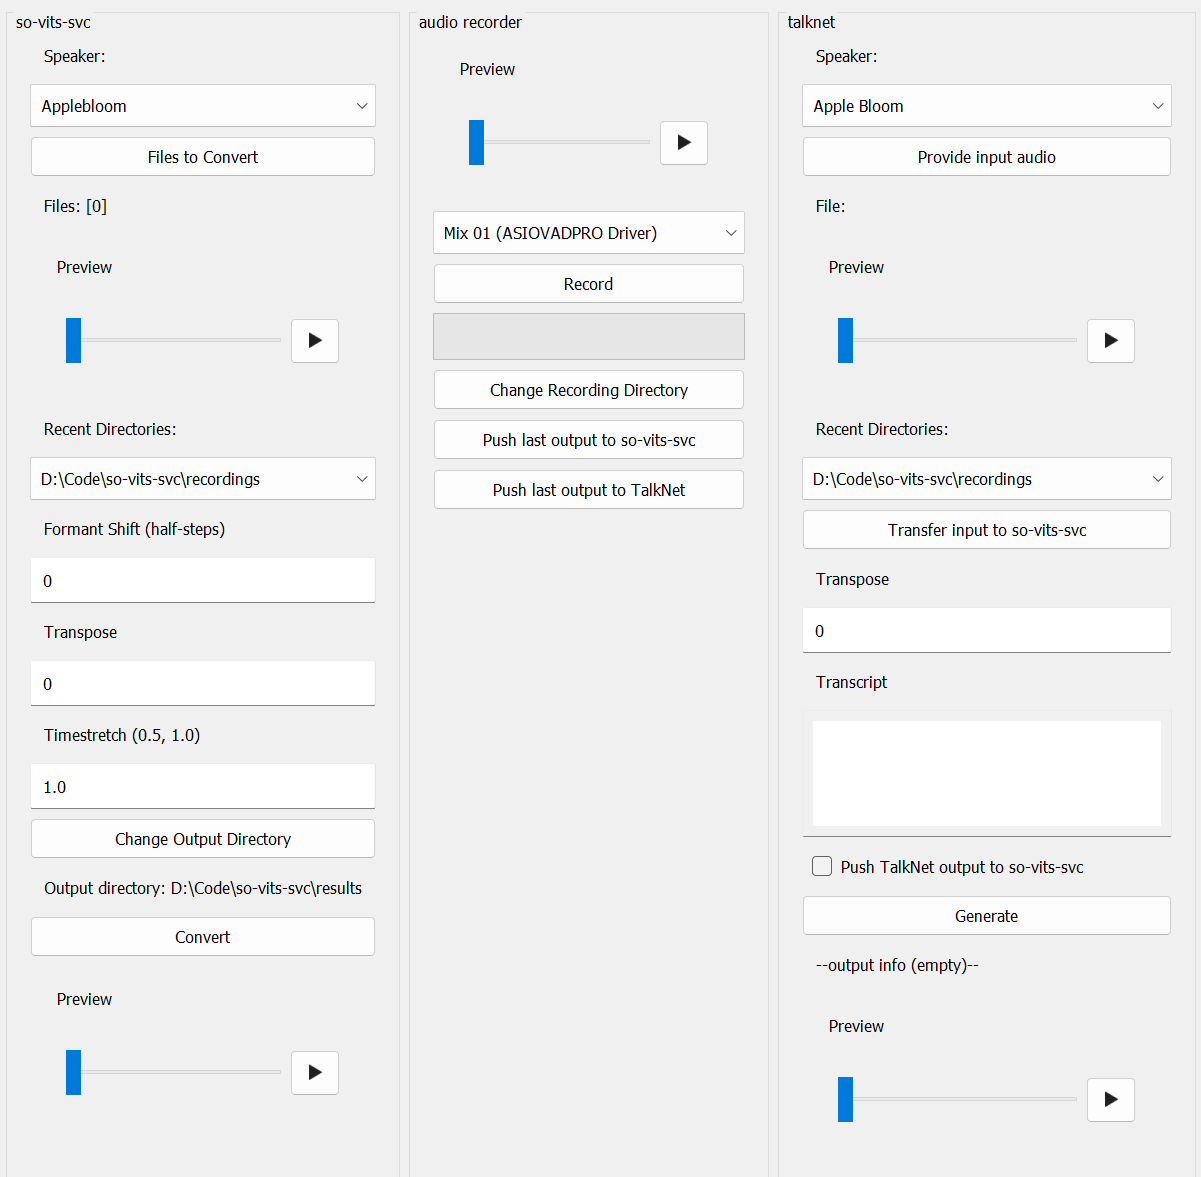 so-vits-svc
Speaker:
Applebloom
Files to Convert
Files: [0]
Preview
Recent Directories:
D:\Code\so-vits-svc\recordings
Formant Shift (half-steps)
0
Transpose
0
Timestretch (0.5, 1.0)
1.0
Change Output Directory
Output directory: D:\Code\so-vits-svc\results
Convert
Preview
audio recorder
Preview
Mix 01 (ASIOVADPRO Driver)
Record
Change Recording Directory
Push last output to so-vits-svc
Push last output to TalkNet
talknet
Speaker:
Apple Bloom
Provide input audio
File:
Preview
Recent Directories:
D:\Code\so-vits-svc\recordings
Transfer input to so-vits-svc
Transpose
0
Transcript
Push TalkNet output to so-vits-svc
Generate
--output info (empty)--
Preview